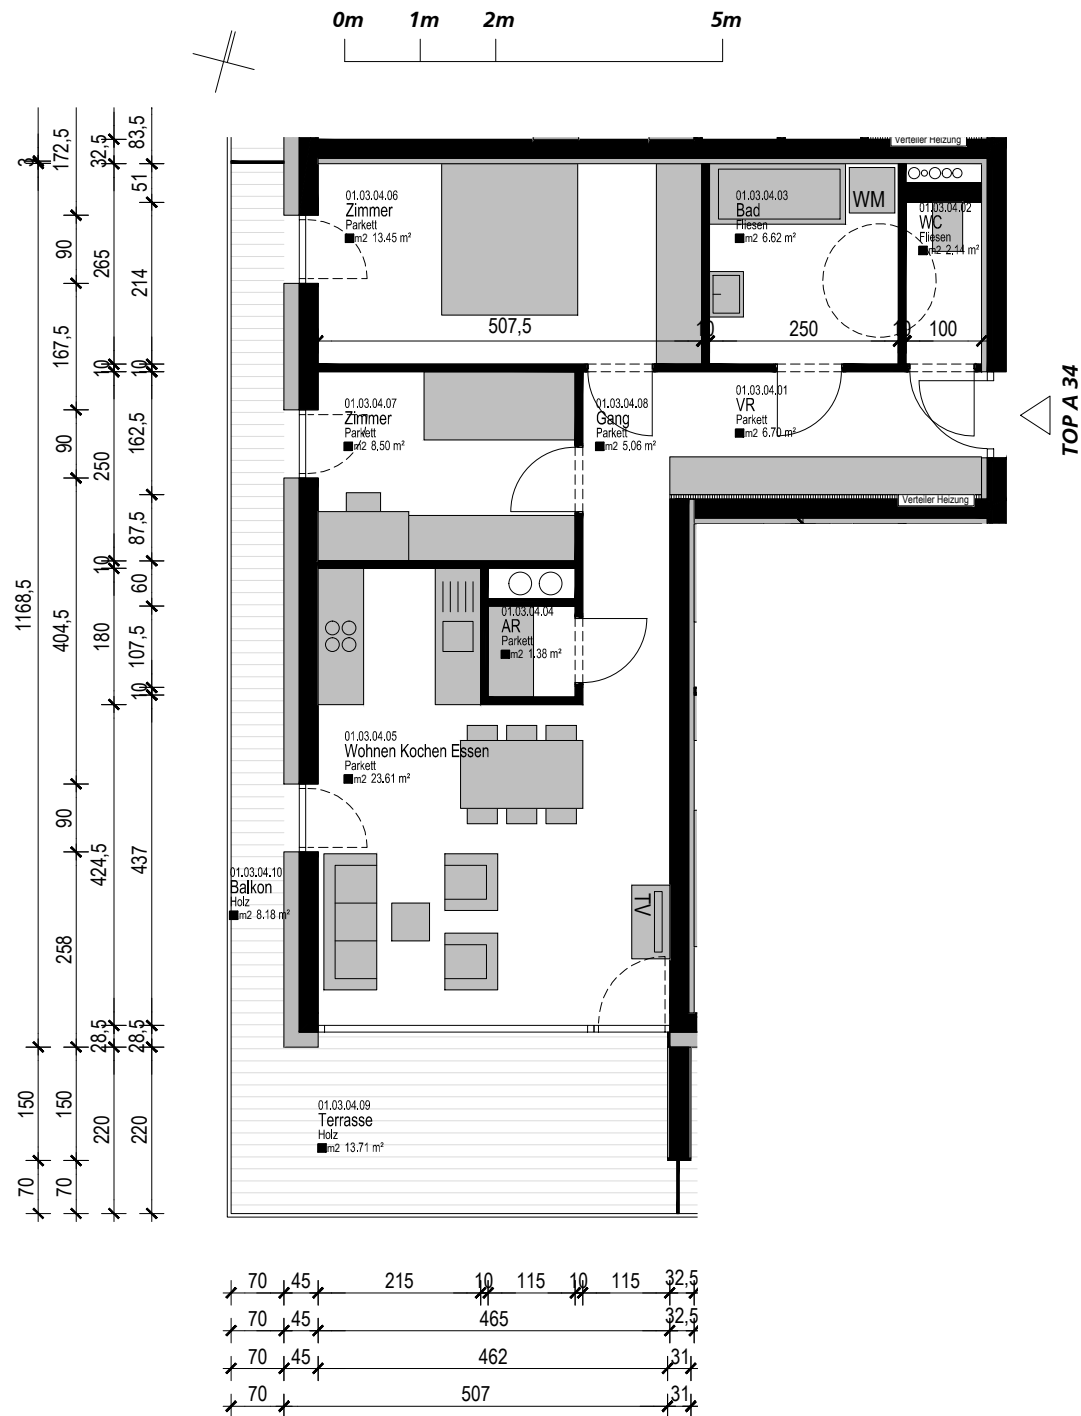 0m 1m 2m 5m
Verteiler Heizung
01.03.04.06
Zimmer
Parkett
m2 13.45 m²
01.03.04.03
Bad
Fliesen
m2 6.62 m²
WM
01.03.04.02
WC
Fliesen
m2 2.14 m²
507,5 10 250 10 100
01.03.04.07
Zimmer
Parkett
m2 8,50 m²
01.03.04.08
Gang
Parkett
m2 5,06 m²
01.03.04.01
VR
Parkett
m2 6.70 m²
TOP A 34
Verteiler Heizung
01.03.04.04
AR
Parkett
m2 1.38 m²
01.03.04.05
Wohnen Kochen Essen
Parkett
m2 23.61 m²
TV
01.03.04.10
Balkon
Holz
m2 8.18 m²
01.03.04.09
Terrasse
Holz
m2 13.71 m²
3 1168,5 150 70
172,5 90 167,5 90 404,5 90 258 150 70
32,5 265 10 250 10 180 424,5 28,5 220
83,5 51 214 10 162,5 87,5 60 107,5 10 437 28,5 220
70 45 215 10 115 10 115 32,5
70 45 465 32,5
70 45 462 31
70 507 31